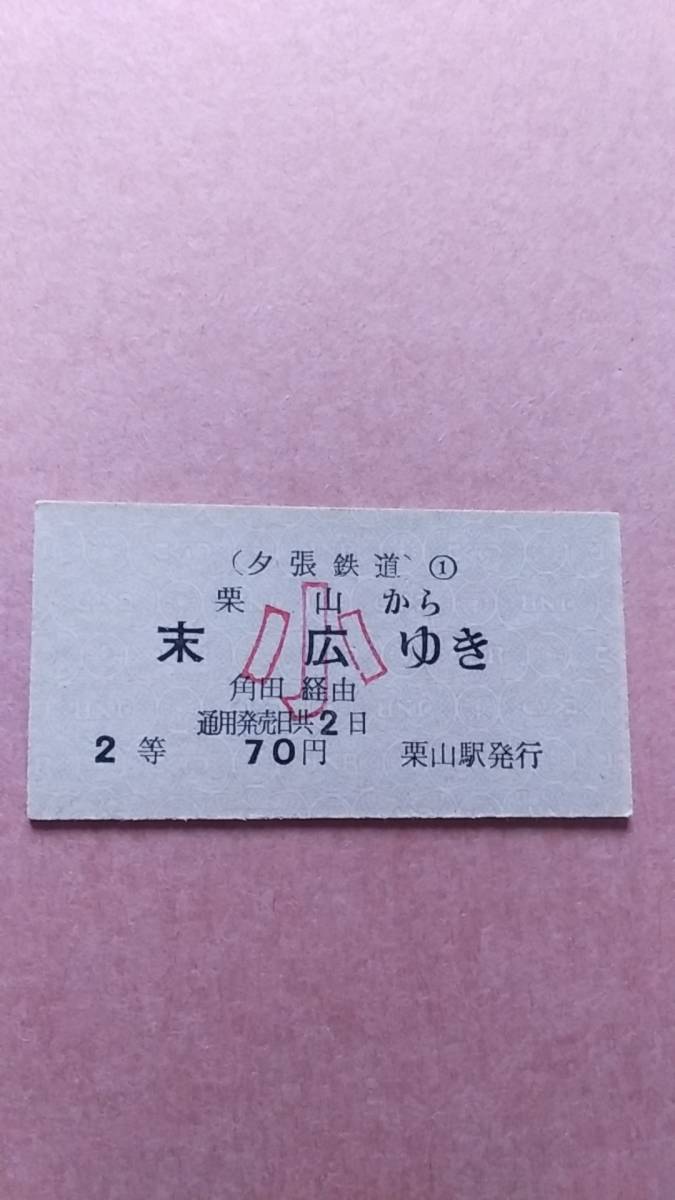 (夕張鉄道) ①
栗山から
末広ゆき
小
角田経由
通用発売日共2日
2等 70円 栗山駅発行